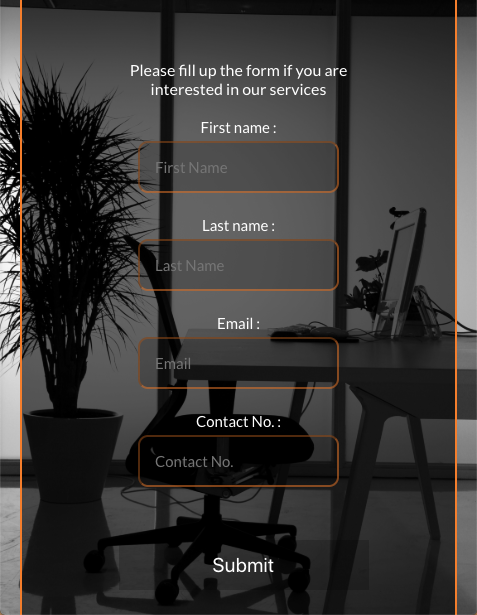 Please fill up the form if you are
interested in our services
First name :
First Name
Last name :
Last Name
Email :
Email
Contact No. :
Contact No.
Submit